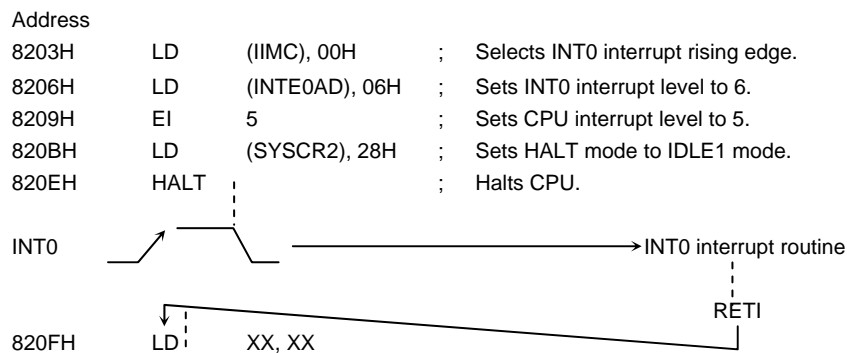 Address
8203H LD (IIMC), 00H ; Selects INT0 interrupt rising edge.
8206H LD (INTE0AD), 06H ; Sets INT0 interrupt level to 6.
8209H EI 5 ; Sets CPU interrupt level to 5.
820BH LD (SYSCR2), 28H ; Sets HALT mode to IDLE1 mode.
820EH HALT ; Halts CPU.
INT0 INT0 interrupt routine
RETI
820FH LD XX, XX